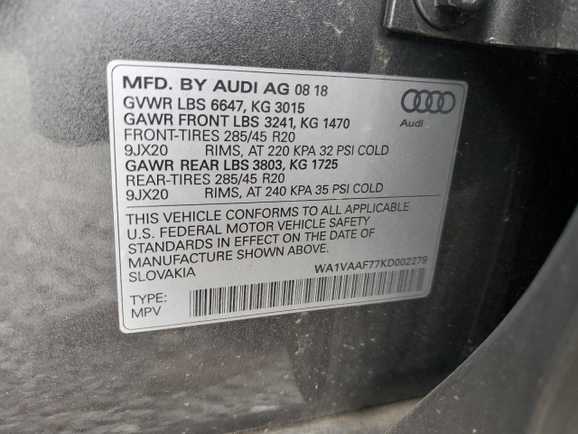 MFD. BY AUDI AG 08 18
GVWR LBS 6647, KG 3015
GAWR FRONT LBS 3241, KG 1470
FRONT-TIRES 285/45 R20
9JX20 RIMS, AT 220 KPA 32 PSI COLD
GAWR REAR LBS 3803, KG 1725
REAR-TIRES 285/45 R20
9JX20 RIMS, AT 240 KPA 35 PSI COLD
Audi
THIS VEHICLE CONFORMS TO ALL APPLICABLE
U.S. FEDERAL MOTOR VEHICLE SAFETY
STANDARDS IN EFFECT ON THE DATE OF
MANUFACTURE SHOWN ABOVE.
SLOVAKIA WA1VAAF77KD002279
TYPE:
MPV